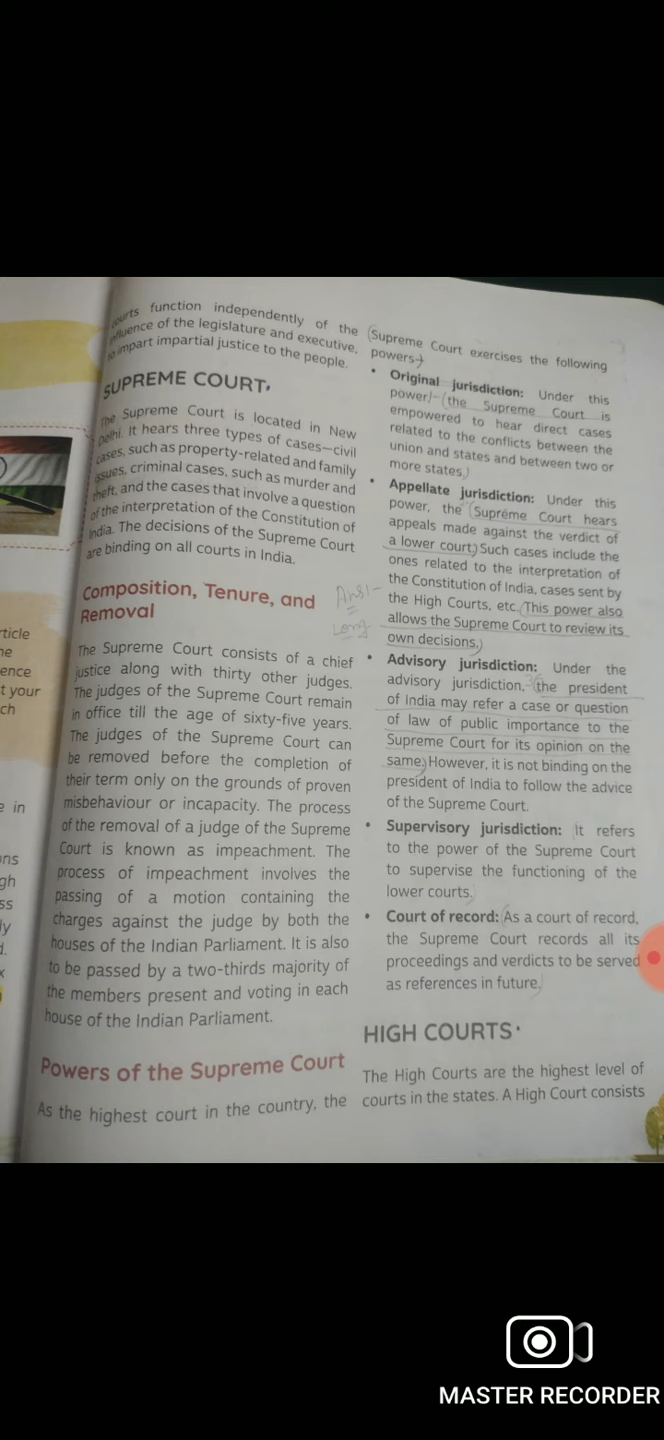 courts function independently of the
influence of the legislature and executive,
to impart impartial justice to the people.
SUPREME COURT
The Supreme Court is located in New
Delhi. It hears three types of cases—civil
cases, such as property-related and family
issues, criminal cases, such as murder and
theft, and the cases that involve a question
of the interpretation of the Constitution of
India. The decisions of the Supreme Court
are binding on all courts in India.
Composition, Tenure, and
Removal
The Supreme Court consists of a chief
justice along with thirty other judges.
The judges of the Supreme Court remain
in office till the age of sixty-five years.
The judges of the Supreme Court can
be removed before the completion of
their term only on the grounds of proven
misbehaviour or incapacity. The process
of the removal of a judge of the Supreme
Court is known as impeachment. The
process of impeachment involves the
passing of a motion containing the
charges against the judge by both the
houses of the Indian Parliament. It is also
to be passed by a two-thirds majority of
the members present and voting in each
house of the Indian Parliament.
Powers of the Supreme Court
As the highest court in the country, the
Supreme Court exercises the following
powers-
• Original jurisdiction: Under this
power, the Supreme Court is
empowered to hear direct cases
related to the conflicts between the
union and states and between two or
more states.
• Appellate jurisdiction: Under this
power, the Supreme Court hears
appeals made against the verdict of
a lower court. Such cases include the
ones related to the interpretation of
the Constitution of India, cases sent by
the High Courts, etc. This power also
allows the Supreme Court to review its
own decisions.
Ans1-
Long
• Advisory jurisdiction: Under the
advisory jurisdiction, the president
of India may refer a case or question
of law of public importance to the
Supreme Court for its opinion on the
same. However, it is not binding on the
president of India to follow the advice
of the Supreme Court.
• Supervisory jurisdiction: It refers
to the power of the Supreme Court
to supervise the functioning of the
lower courts.
• Court of record: As a court of record,
the Supreme Court records all its
proceedings and verdicts to be served
as references in future.
HIGH COURTS
The High Courts are the highest level of
courts in the states. A High Court consists
MASTER RECORDER